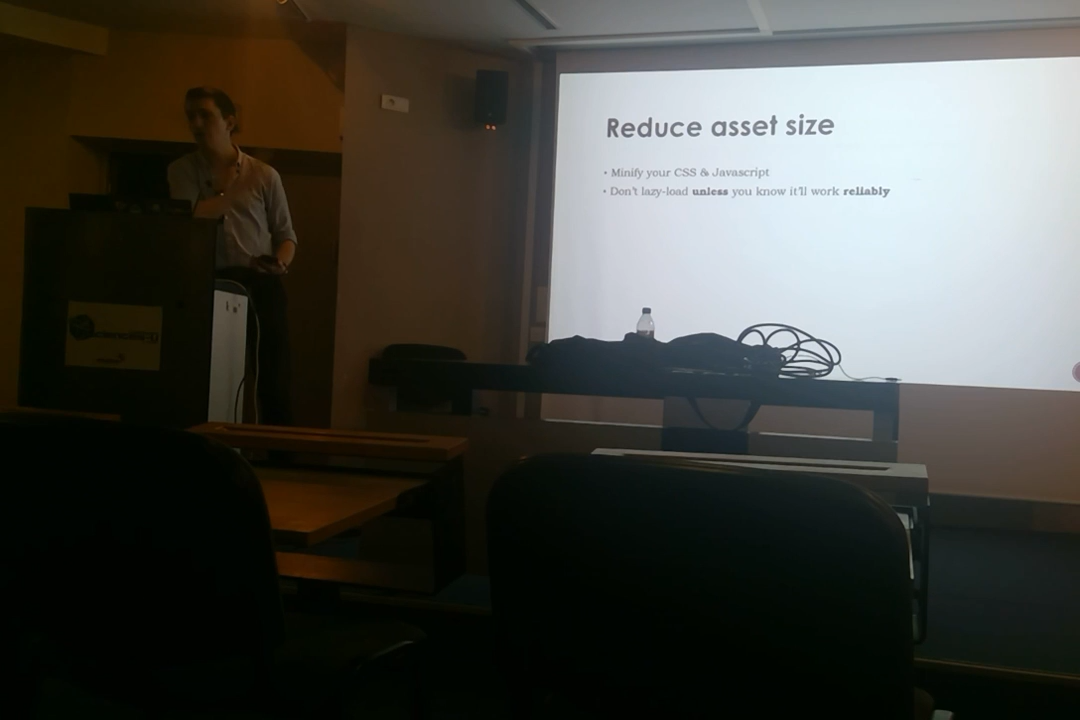 Reduce asset size
• Minify your CSS & Javascript
• Don't lazy-load unless you know it'll work reliably